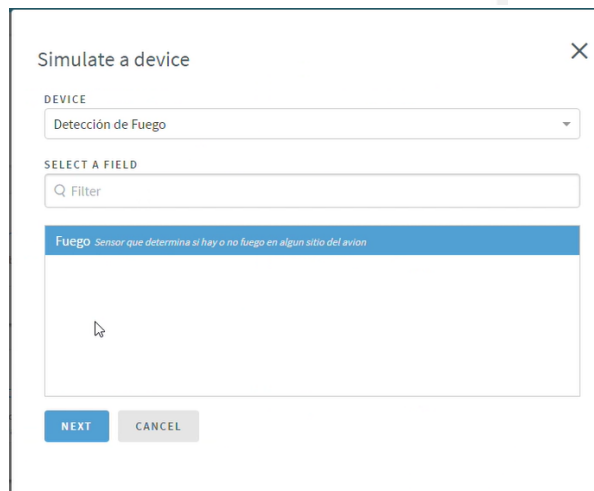 Simulate a device
DEVICE
Detección de Fuego
SELECT A FIELD
Filter
Fuego Sensor que determina si hay o no fuego en algun sitio del avion
NEXT CANCEL